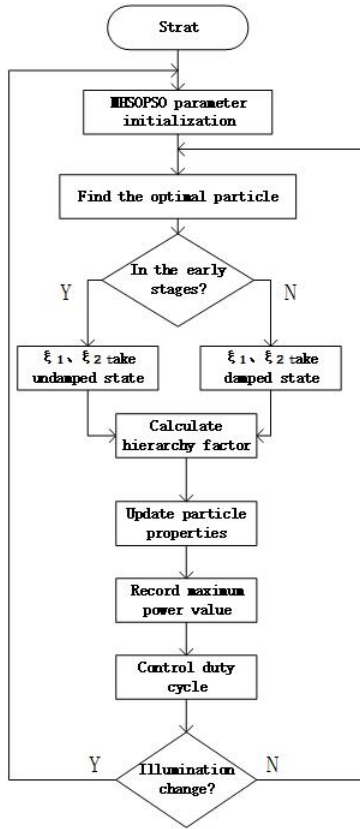 Strat
MHSOPSO parameter
initialization
Find the optimal particle
In the early
stages?
Y
N
ξ1、ξ2 take
undamped state
ξ1、ξ2 take
damped state
Calculate
hierarchy factor
Update particle
properties
Record maximum
power value
Control duty
cycle
Y
Illumination
change?
N